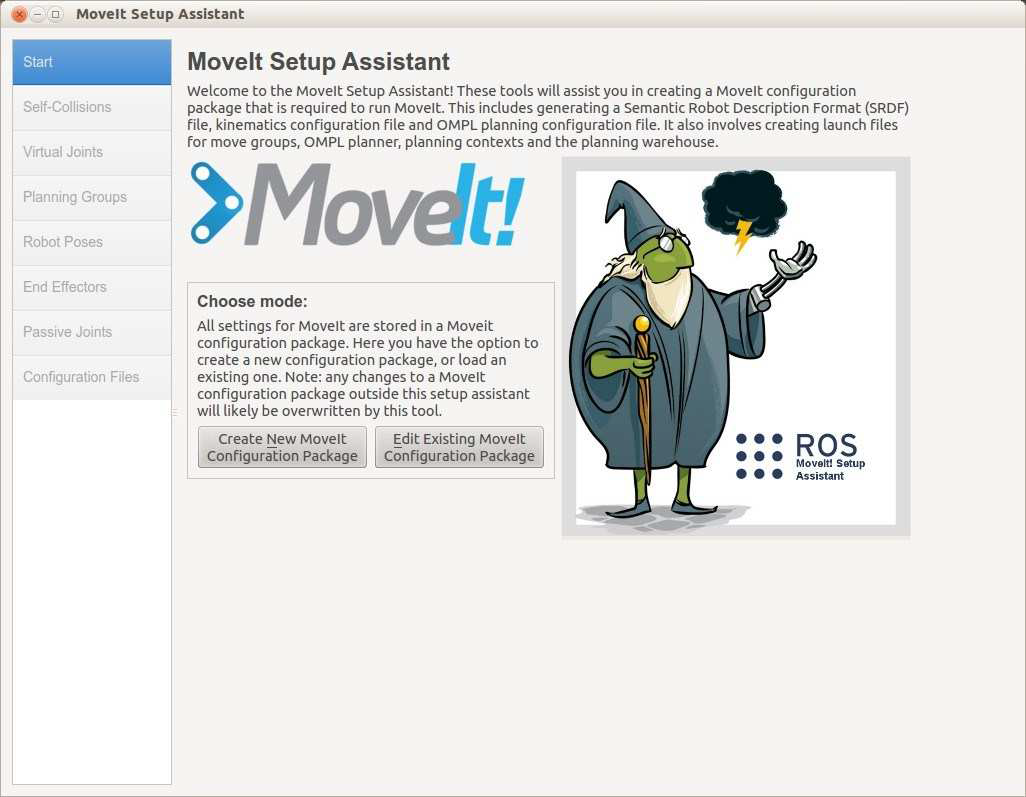 MoveIt Setup Assistant
Start
Self-Collisions
Virtual Joints
Planning Groups
Robot Poses
End Effectors
Passive Joints
Configuration Files
MoveIt Setup Assistant
Welcome to the MoveIt Setup Assistant! These tools will assist you in creating a MoveIt configuration
package that is required to run MoveIt. This includes generating a Semantic Robot Description Format (SRDF)
file, kinematics configuration file and OMPL planning configuration file. It also involves creating launch files
for move groups, OMPL planner, planning contexts and the planning warehouse.
MoveIt!
Choose mode:
All settings for MoveIt are stored in a Moveit
configuration package. Here you have the option to
create a new configuration package, or load an
existing one. Note: any changes to a MoveIt
configuration package outside this setup assistant
will likely be overwritten by this tool.
Create New MoveIt
Configuration Package
Edit Existing MoveIt
Configuration Package
ROS
MoveIt! Setup
Assistant